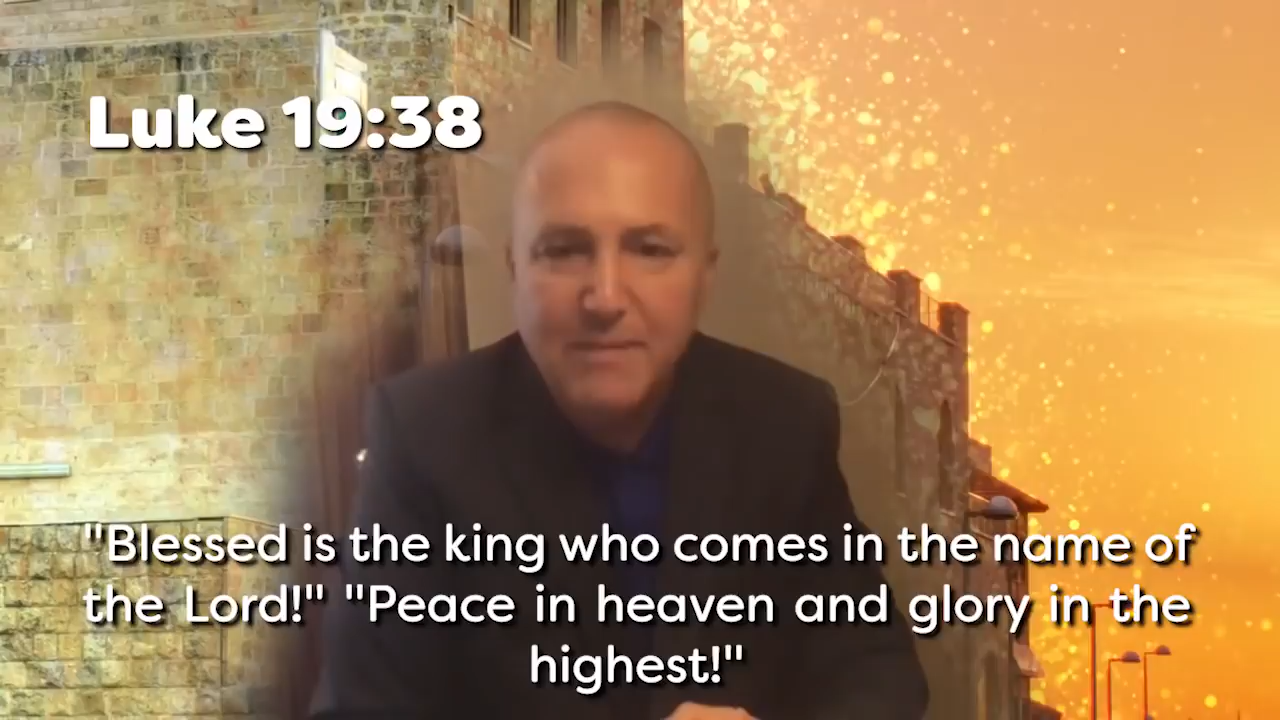 Luke 19:38
"Blessed is the king who comes in the name of
the Lord!" "Peace in heaven and glory in the
highest!"